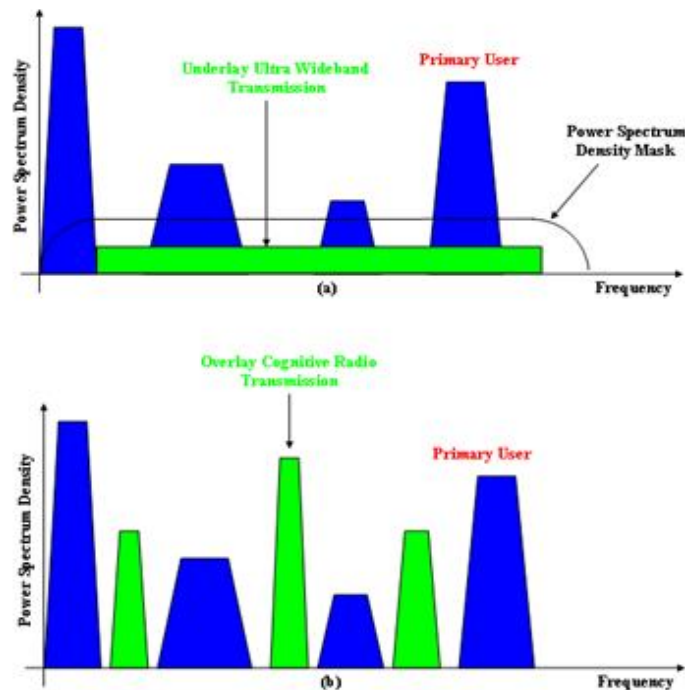 Underlay Ultra Wideband
Transmission
Primary User
Power Spectrum
Density Mask
Power Spectrum Density
(a)
Frequency
Overlay Cognitive Radio
Transmission
Primary User
Power Spectrum Density
(b)
Frequency